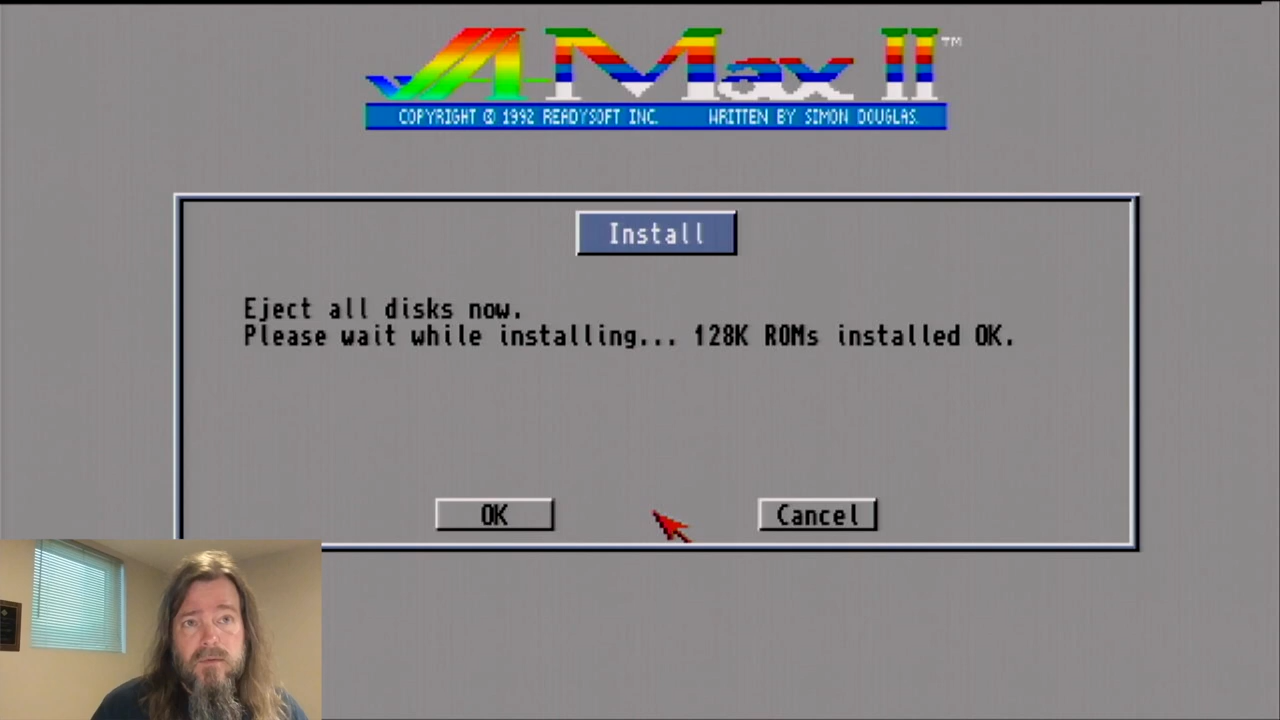 A-Max II™
COPYRIGHT © 1992 READYSOFT INC. WRITTEN BY SIMON DOUGLAS.
Install
Eject all disks now.
Please wait while installing... 128K ROMs installed OK.
OK Cancel